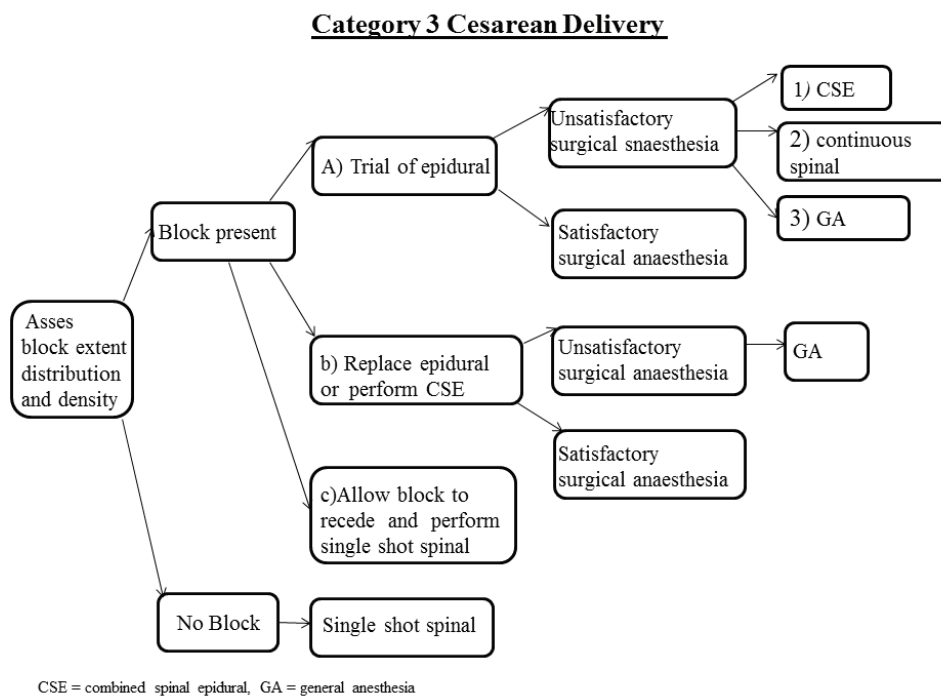 Category 3 Cesarean Delivery
1) CSE
Unsatisfactory
surgical snaesthesia
2) continuous
spinal
A) Trial of epidural
3) GA
Block present
Satisfactory
surgical anaesthesia
Asses
block extent
distribution
and density
b) Replace epidural
or perform CSE
Unsatisfactory
surgical anaesthesia
GA
Satisfactory
surgical anaesthesia
c)Allow block to
recede and perform
single shot spinal
No Block
Single shot spinal
CSE = combined spinal epidural, GA = general anesthesia